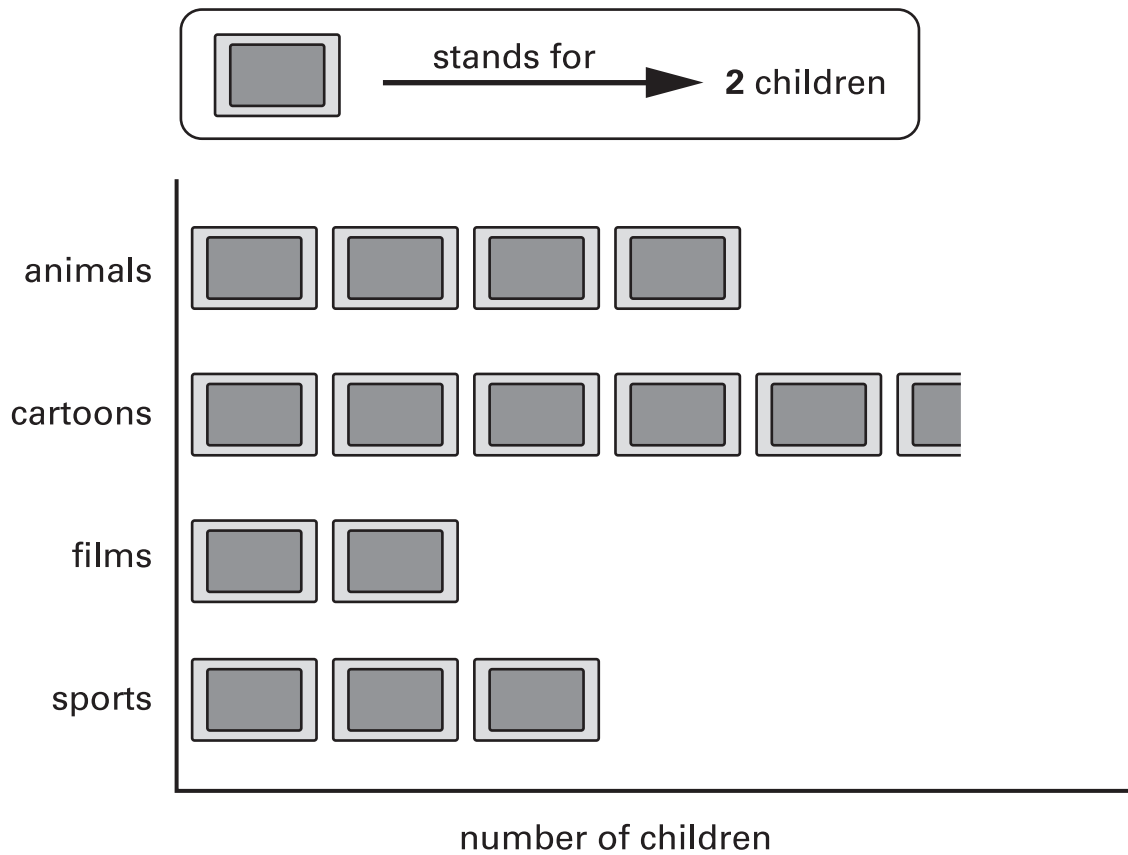 stands for
2 children
animals
cartoons
films
sports
number of children